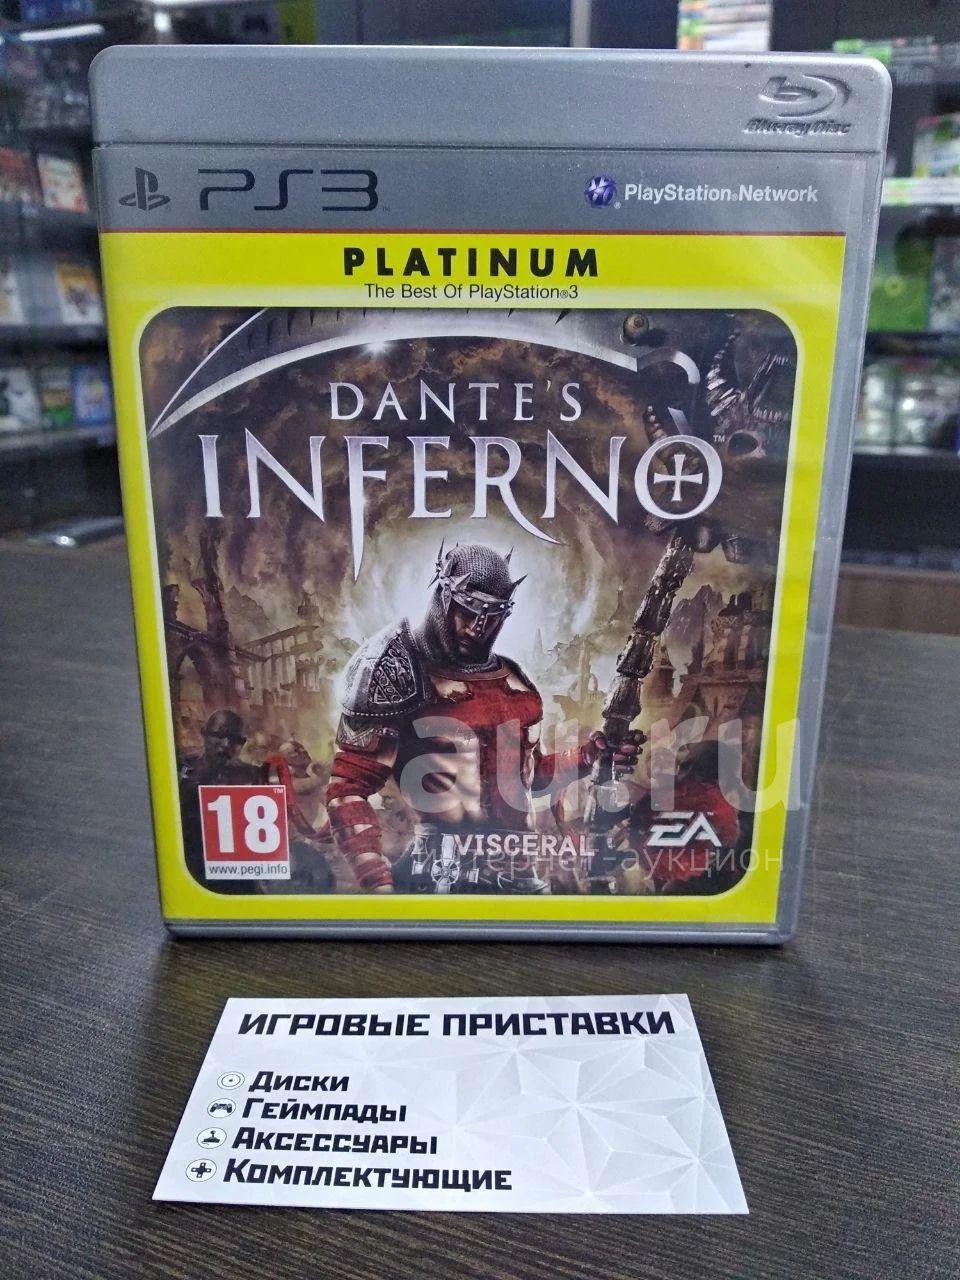 Blu-ray Disc
PS3
PlayStation®Network
PLATINUM
The Best Of PlayStation®3
DANTE'S
INFERNO™
au.ru
18
VISCERAL
EA
интернет-аукцион
www.pegi.info
ИГРОВЫЕ ПРИСТАВКИ
Диски
Геймпады
Аксессуары
Комплектующие